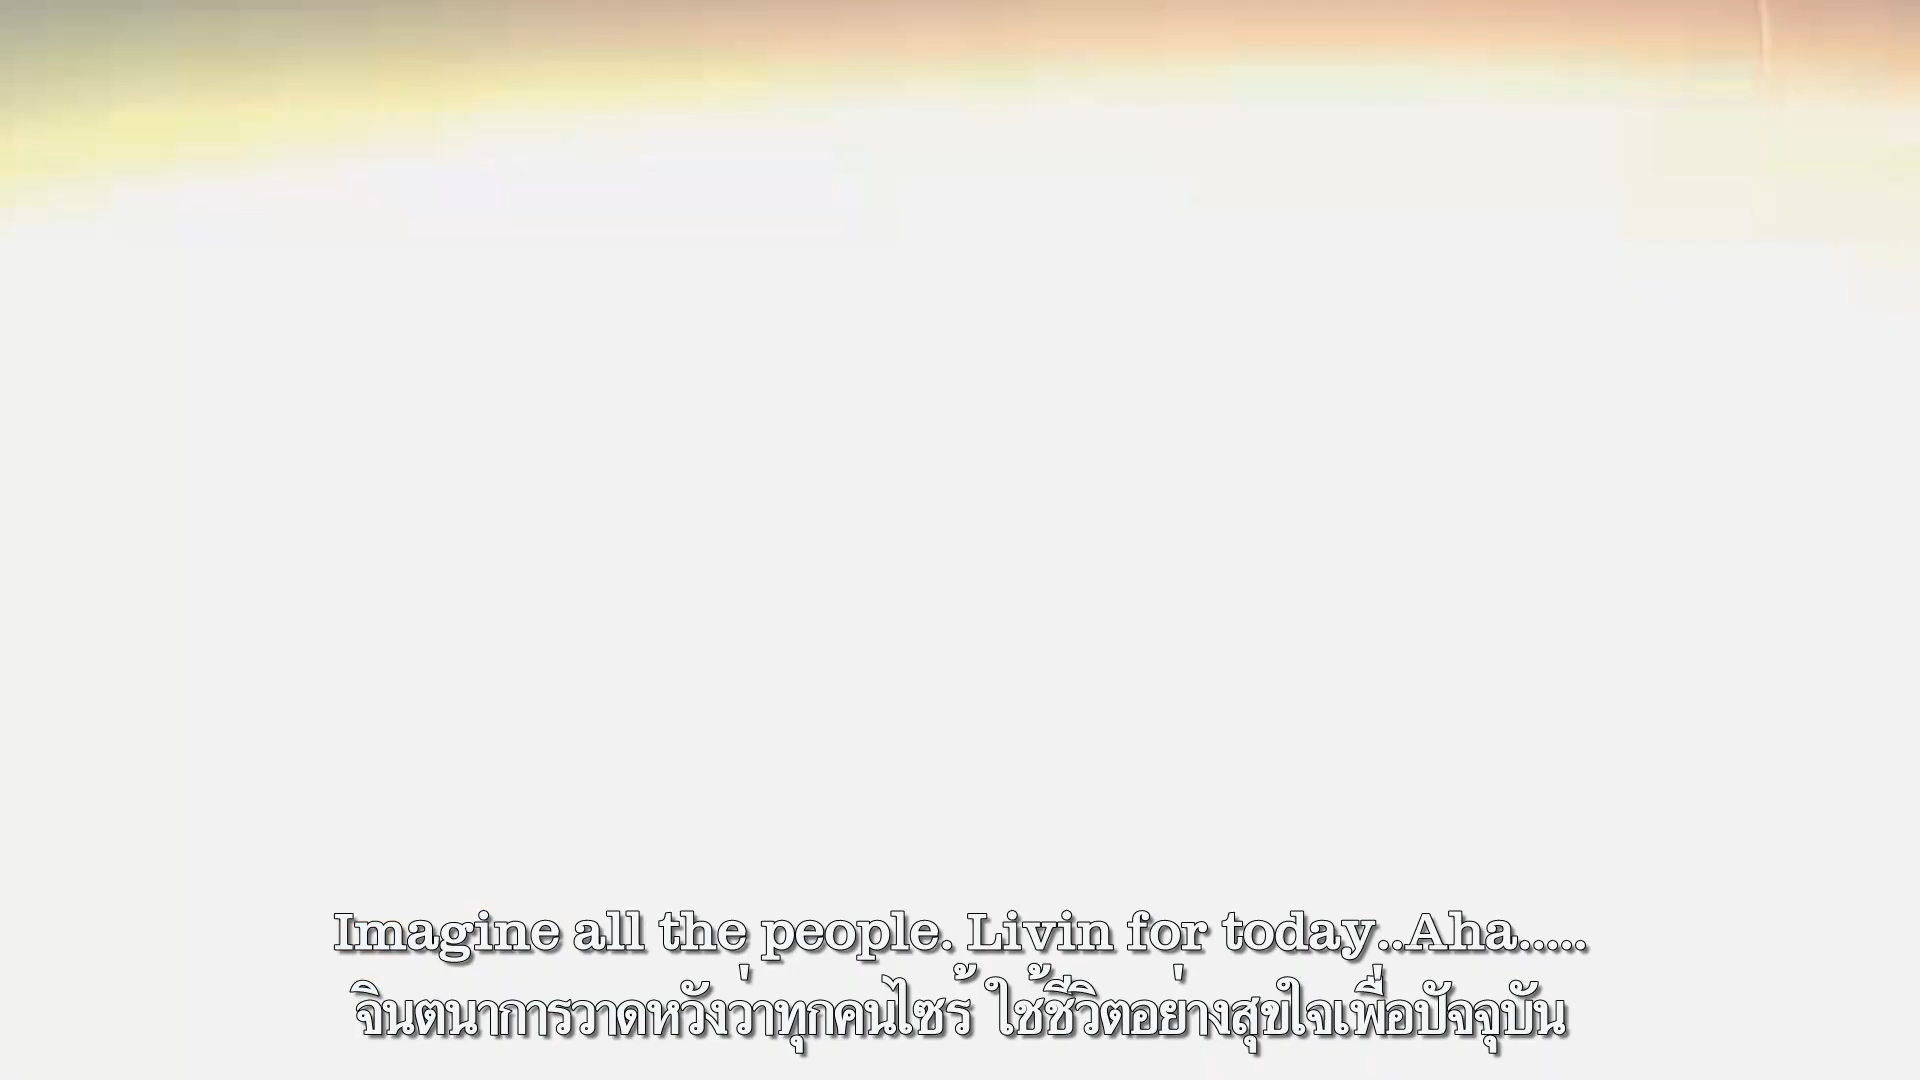 Imagine all the people. Livin for today..Aha.....
จินตนาการวาดหวังว่าทุกคนไซร้ ใช้ชีวิตอย่างสุขใจเพื่อปัจจุบัน